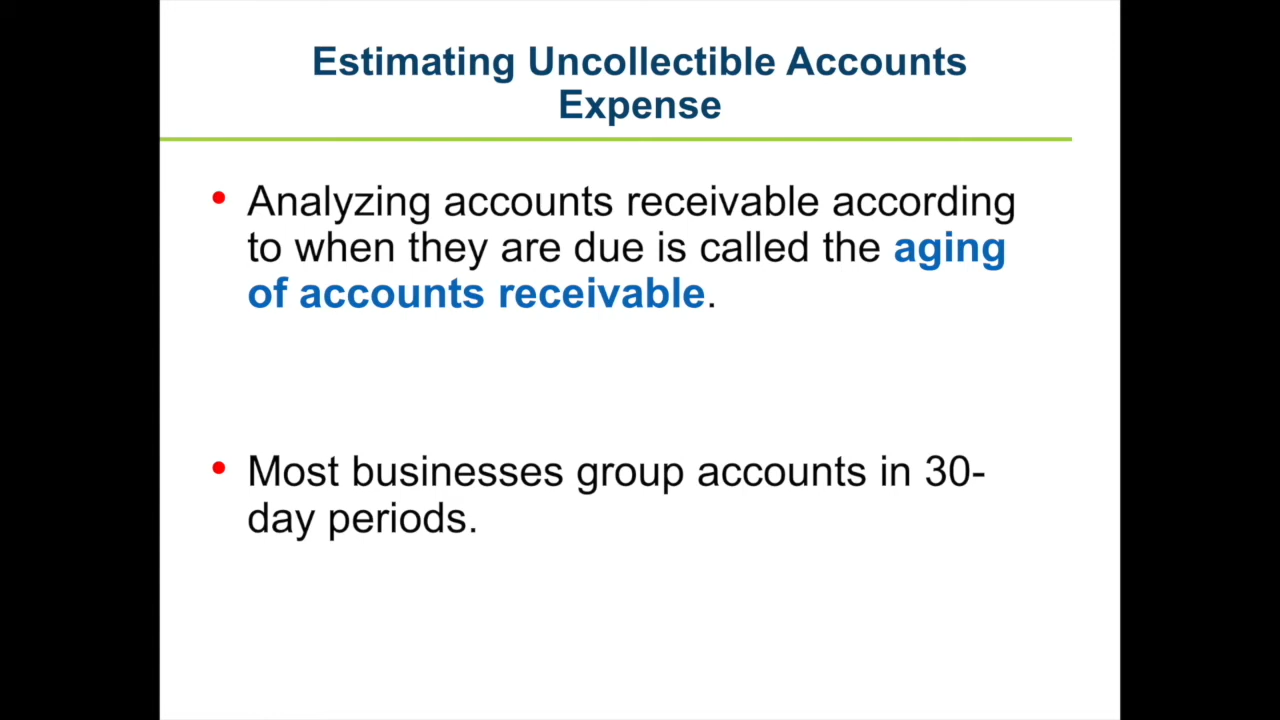 Estimating Uncollectible Accounts
Expense
• Analyzing accounts receivable according
to when they are due is called the aging
of accounts receivable.
• Most businesses group accounts in 30-
day periods.